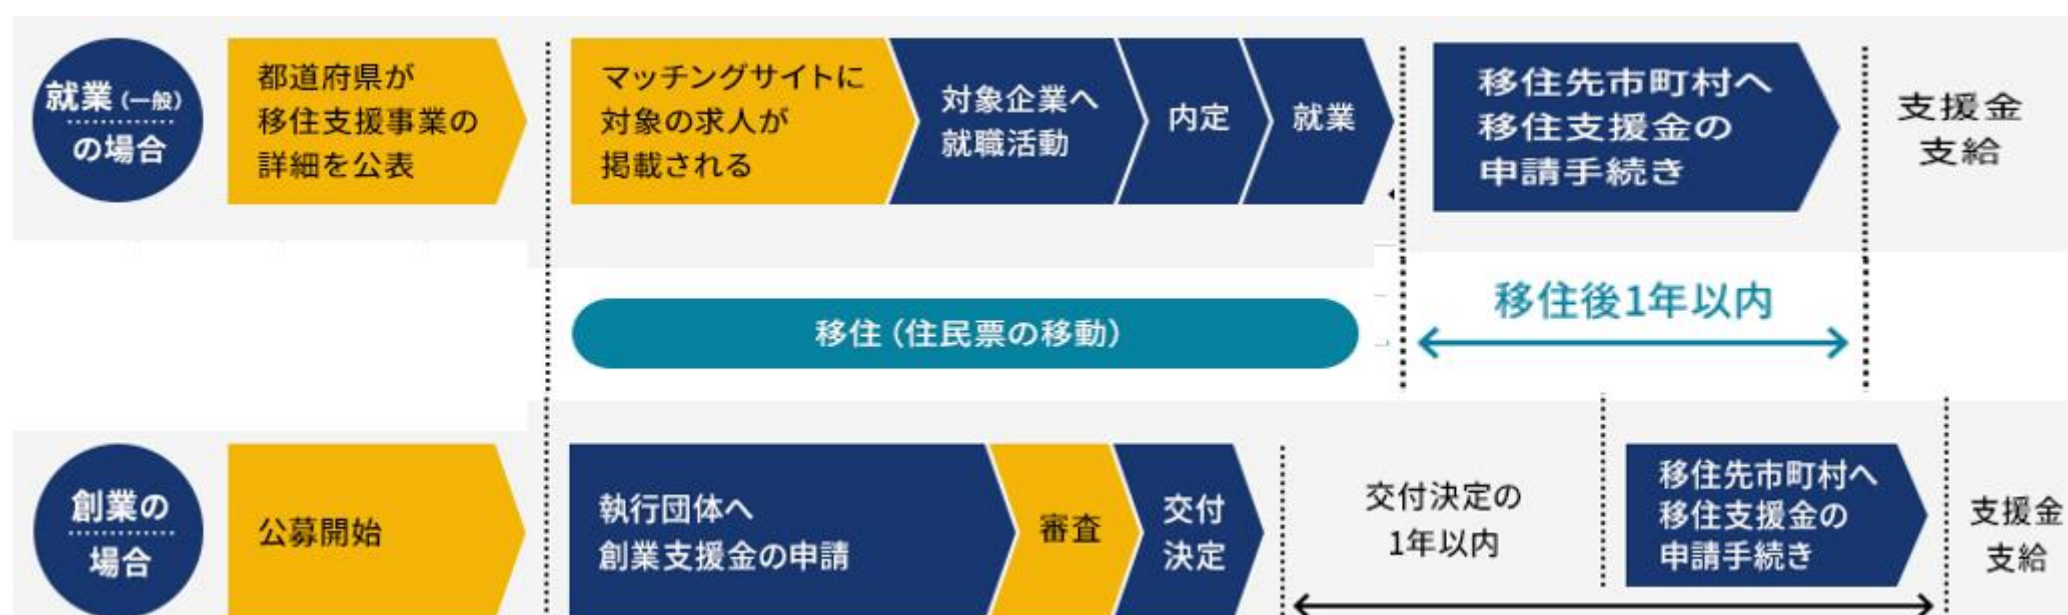 就業(一般)
の場合
都道府県が
移住支援事業の
詳細を公表
マッチングサイトに
対象の求人が
掲載される
対象企業へ
就職活動
内定
就業
移住先市町村へ
移住支援金の
申請手続き
支援金
支給
移住(住民票の移動)
移住後1年以内
創業の
場合
公募開始
執行団体へ
創業支援金の申請
審査
交付
決定
交付決定の
1年以内
移住先市町村へ
移住支援金の
申請手続き
支援金
支給